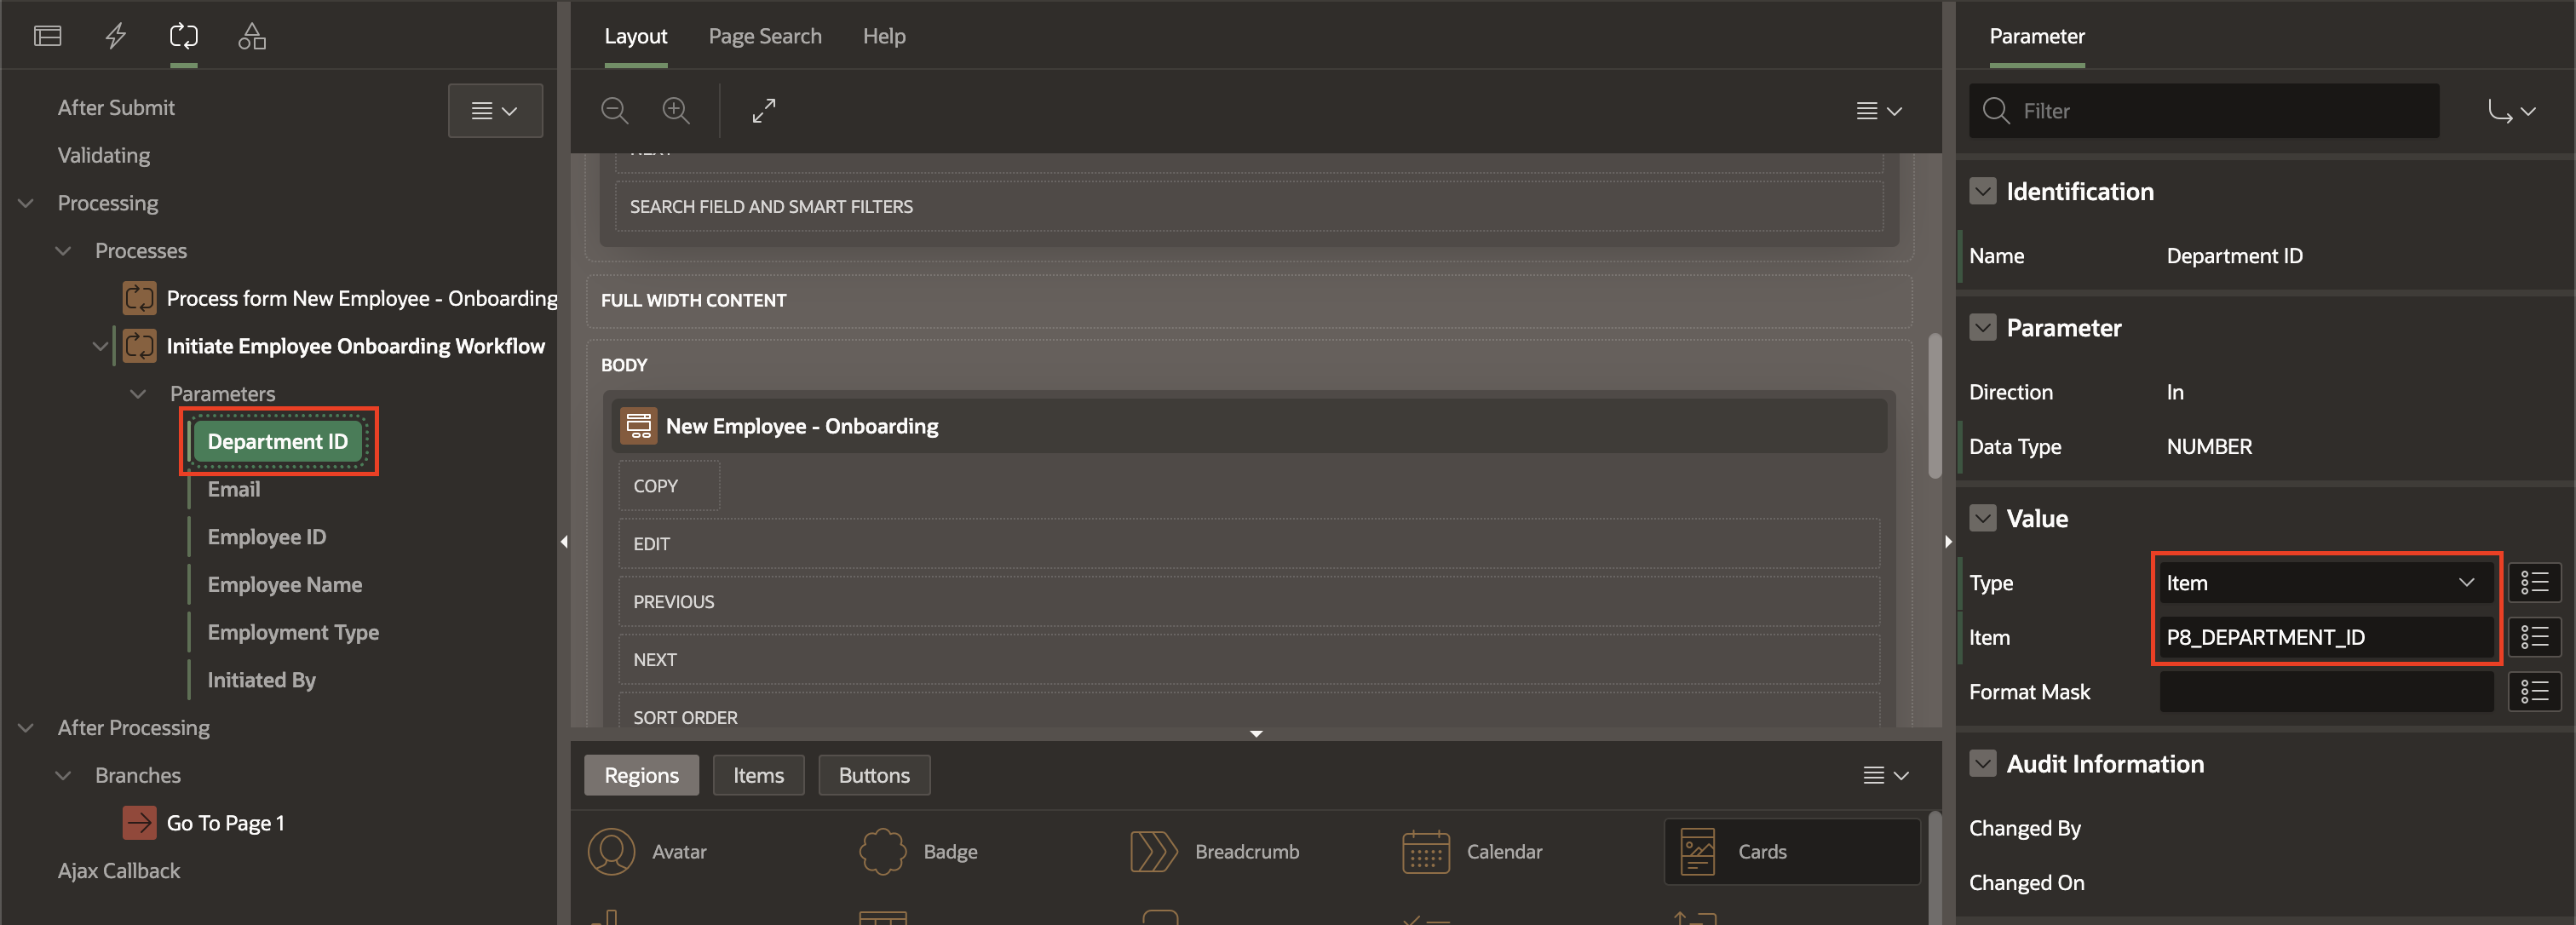 After Submit
Validating
Processing
Processes
Process form New Employee - Onboarding
Initiate Employee Onboarding Workflow
Parameters
Department ID
Email
Employee ID
Employee Name
Employment Type
Initiated By
After Processing
Branches
Go To Page 1
Ajax Callback
Layout
Page Search
Help
NEXT
SEARCH FIELD AND SMART FILTERS
FULL WIDTH CONTENT
BODY
New Employee - Onboarding
COPY
EDIT
PREVIOUS
NEXT
SORT ORDER
Regions
Items
Buttons
Avatar
Badge
Breadcrumb
Calendar
Cards
Parameter
Filter
Identification
Name Department ID
Parameter
Direction In
Data Type NUMBER
Value
Type Item
Item P8_DEPARTMENT_ID
Format Mask
Audit Information
Changed By
Changed On